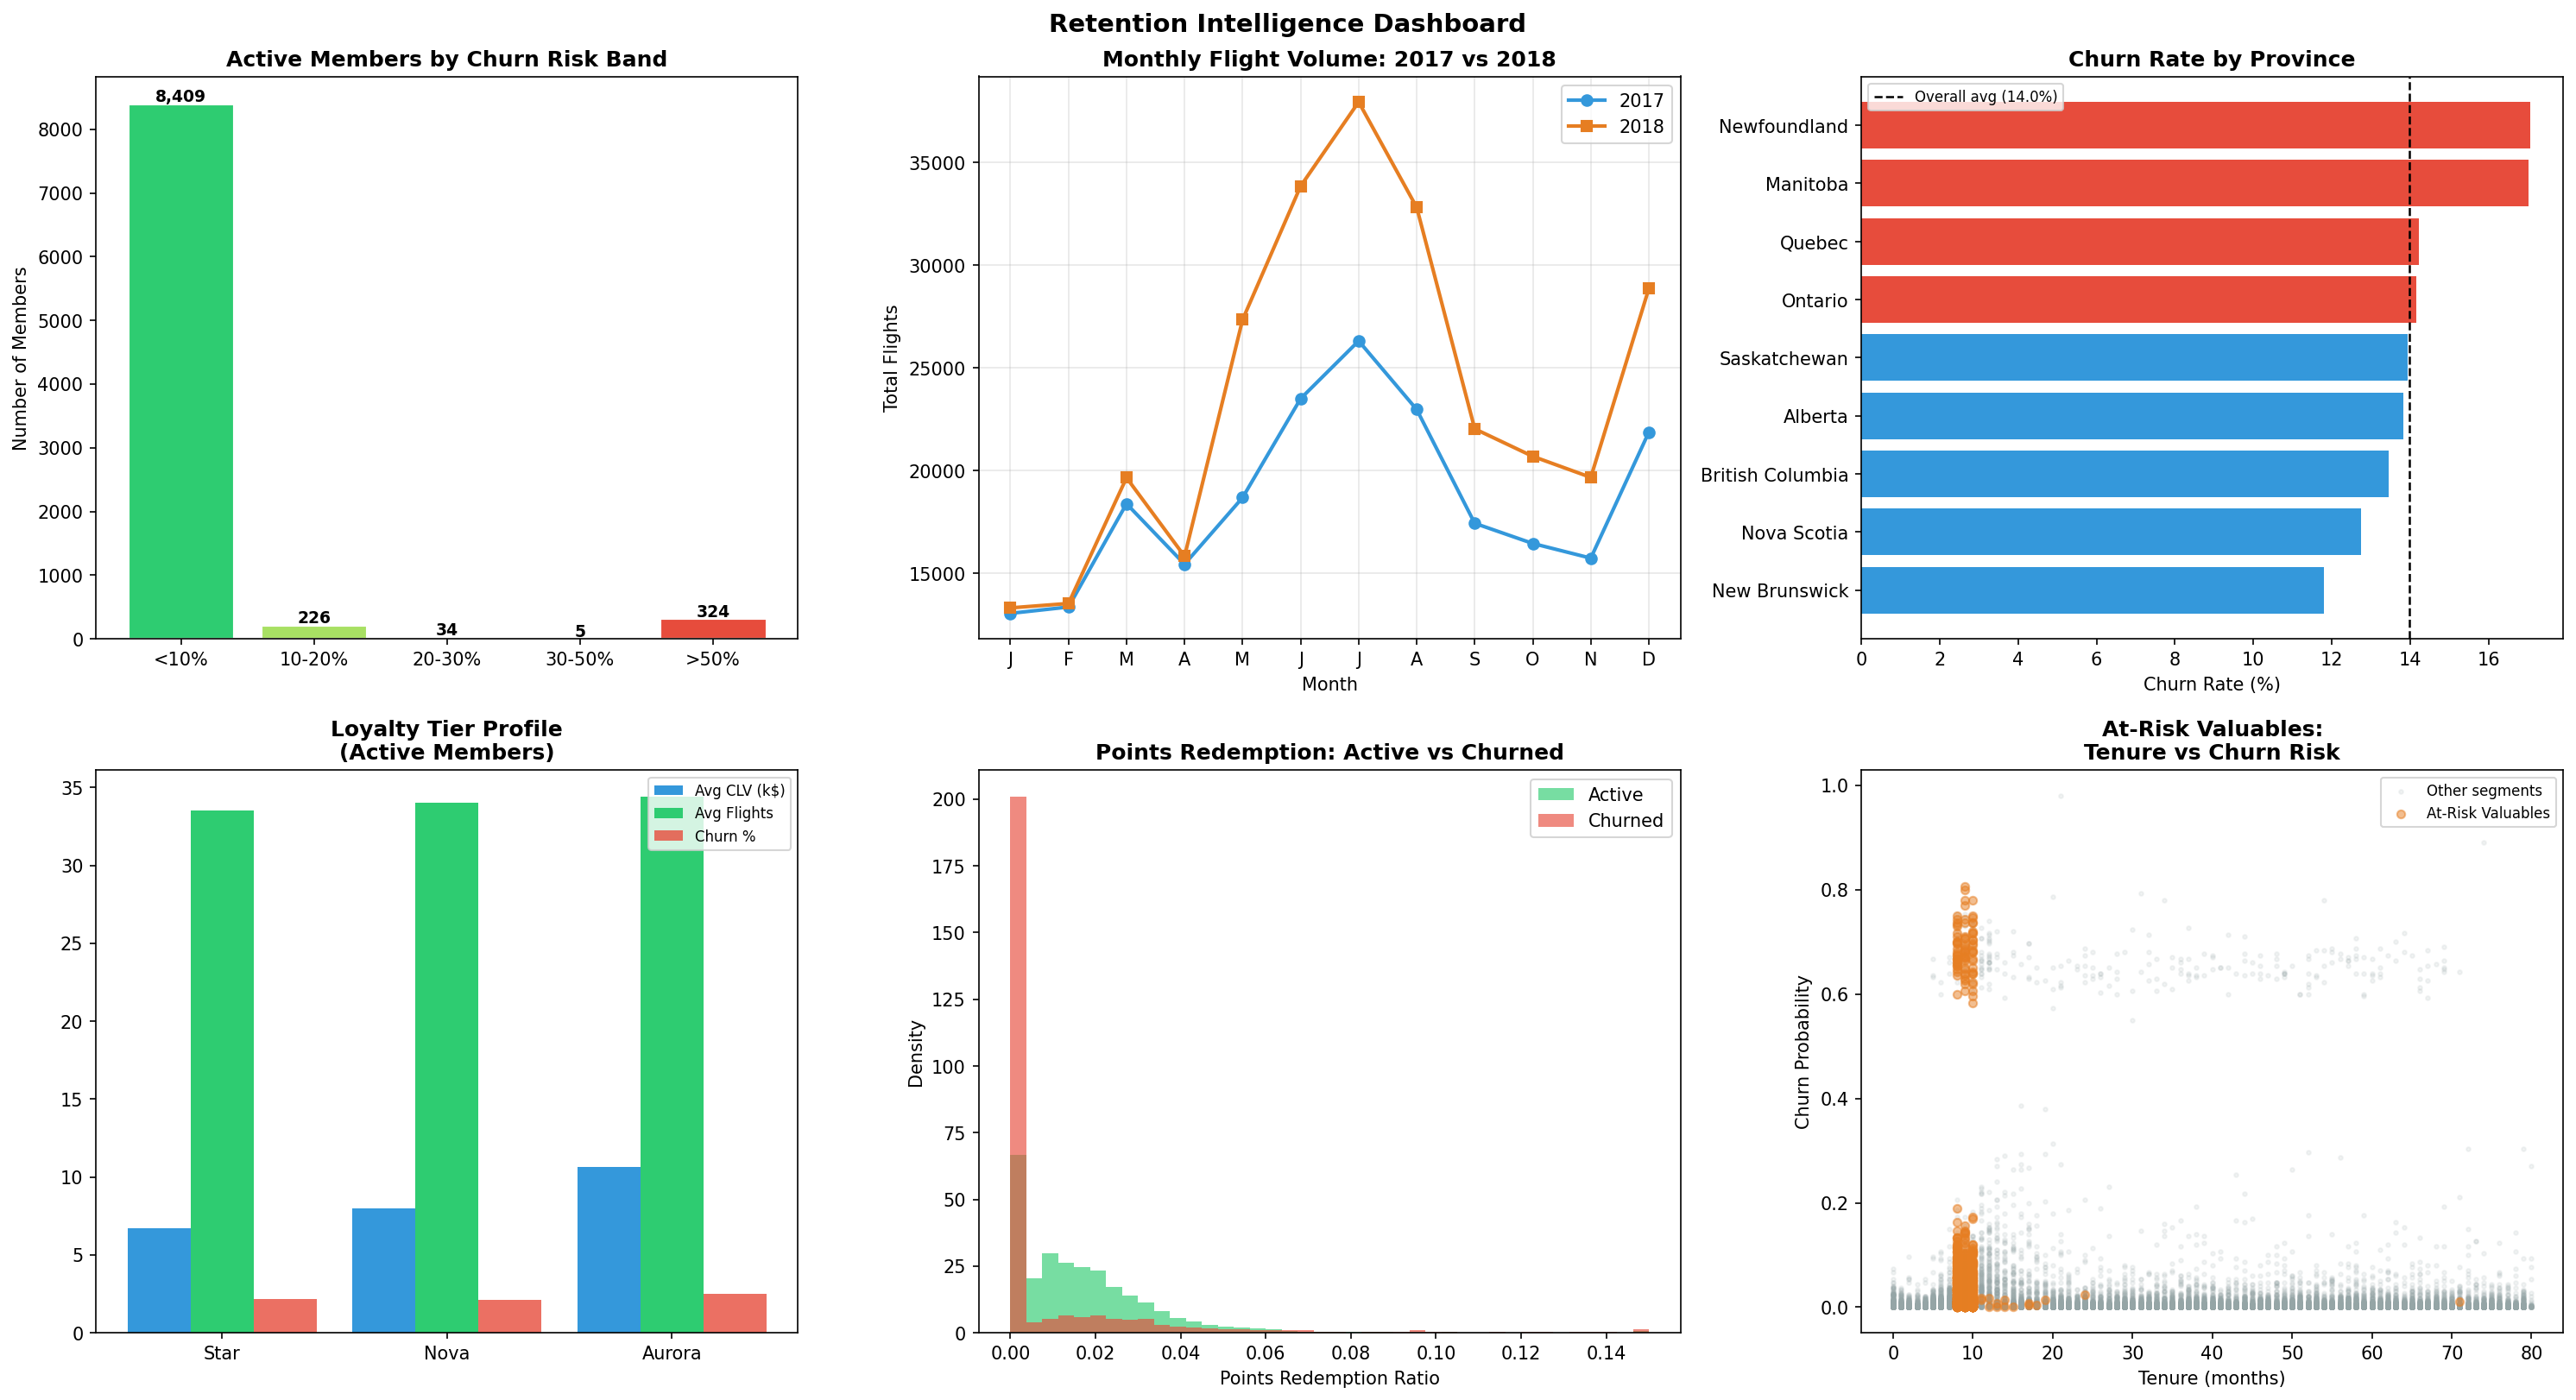 Retention Intelligence Dashboard
Active Members by Churn Risk Band
Number of Members
8000
7000
6000
5000
4000
3000
2000
1000
0
8,409
226
34
5
324
<10%
10-20%
20-30%
30-50%
>50%
Monthly Flight Volume: 2017 vs 2018
Total Flights
35000
30000
25000
20000
15000
2017
2018
J
F
M
A
M
J
J
A
S
O
N
D
Month
Churn Rate by Province
Overall avg (14.0%)
Newfoundland
Manitoba
Quebec
Ontario
Saskatchewan
Alberta
British Columbia
Nova Scotia
New Brunswick
0
2
4
6
8
10
12
14
16
Churn Rate (%)
Loyalty Tier Profile
(Active Members)
35
30
25
20
15
10
5
0
Avg CLV (k$)
Avg Flights
Churn %
Star
Nova
Aurora
Points Redemption: Active vs Churned
Density
200
175
150
125
100
75
50
25
0
Active
Churned
0.00
0.02
0.04
0.06
0.08
0.10
0.12
0.14
Points Redemption Ratio
At-Risk Valuables:
Tenure vs Churn Risk
Churn Probability
1.0
0.8
0.6
0.4
0.2
0.0
Other segments
At-Risk Valuables
0
10
20
30
40
50
60
70
80
Tenure (months)